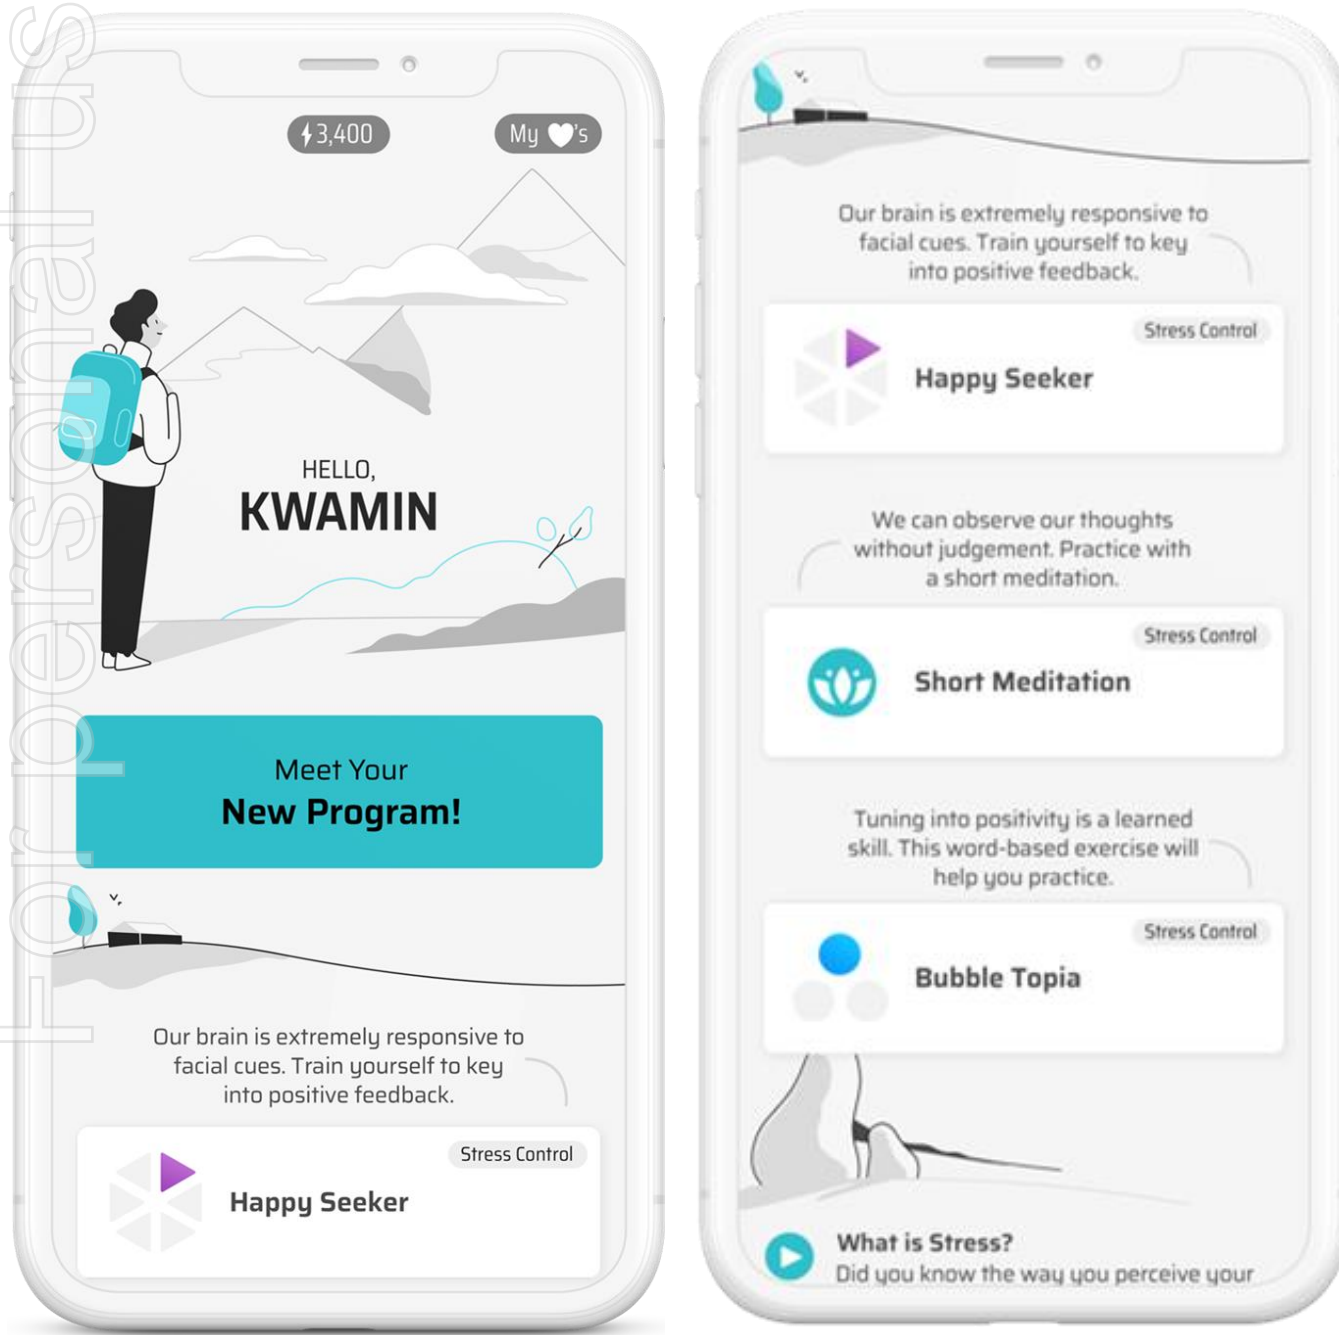 For personal us
3,400
My 's
HELLO,
KWAMIN
Meet Your
New Program!
Our brain is extremely responsive to
facial cues. Train yourself to key
into positive feedback.
Stress Control
Happy Seeker
Our brain is extremely responsive to
facial cues. Train yourself to key
into positive feedback.
Stress Control
Happy Seeker
We can observe our thoughts
without judgement. Practice with
a short meditation.
Stress Control
Short Meditation
Tuning into positivity is a learned
skill. This word-based exercise will
help you practice.
Stress Control
Bubble Topia
What is Stress?
Did you know the way you perceive your